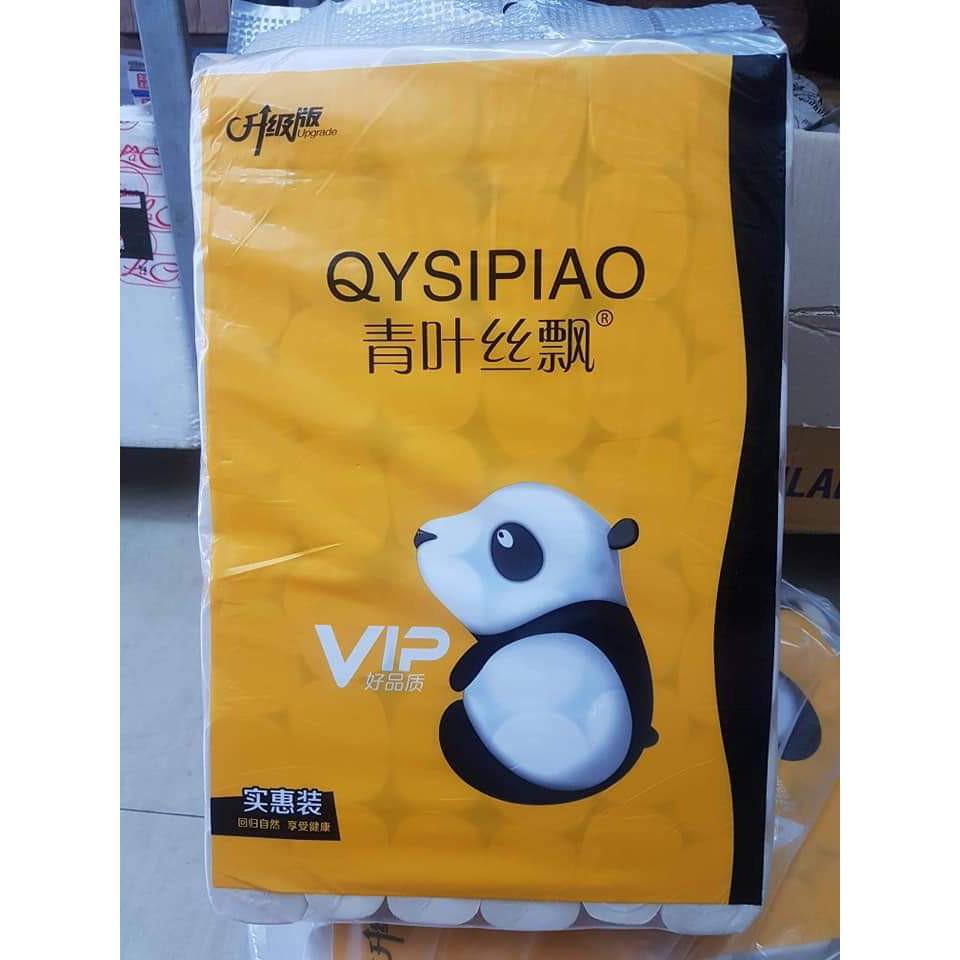 升级版
Upgrade
QYSIPIAO
青叶丝飘®
VIP
好品质
实惠装
回归自然 享受健康